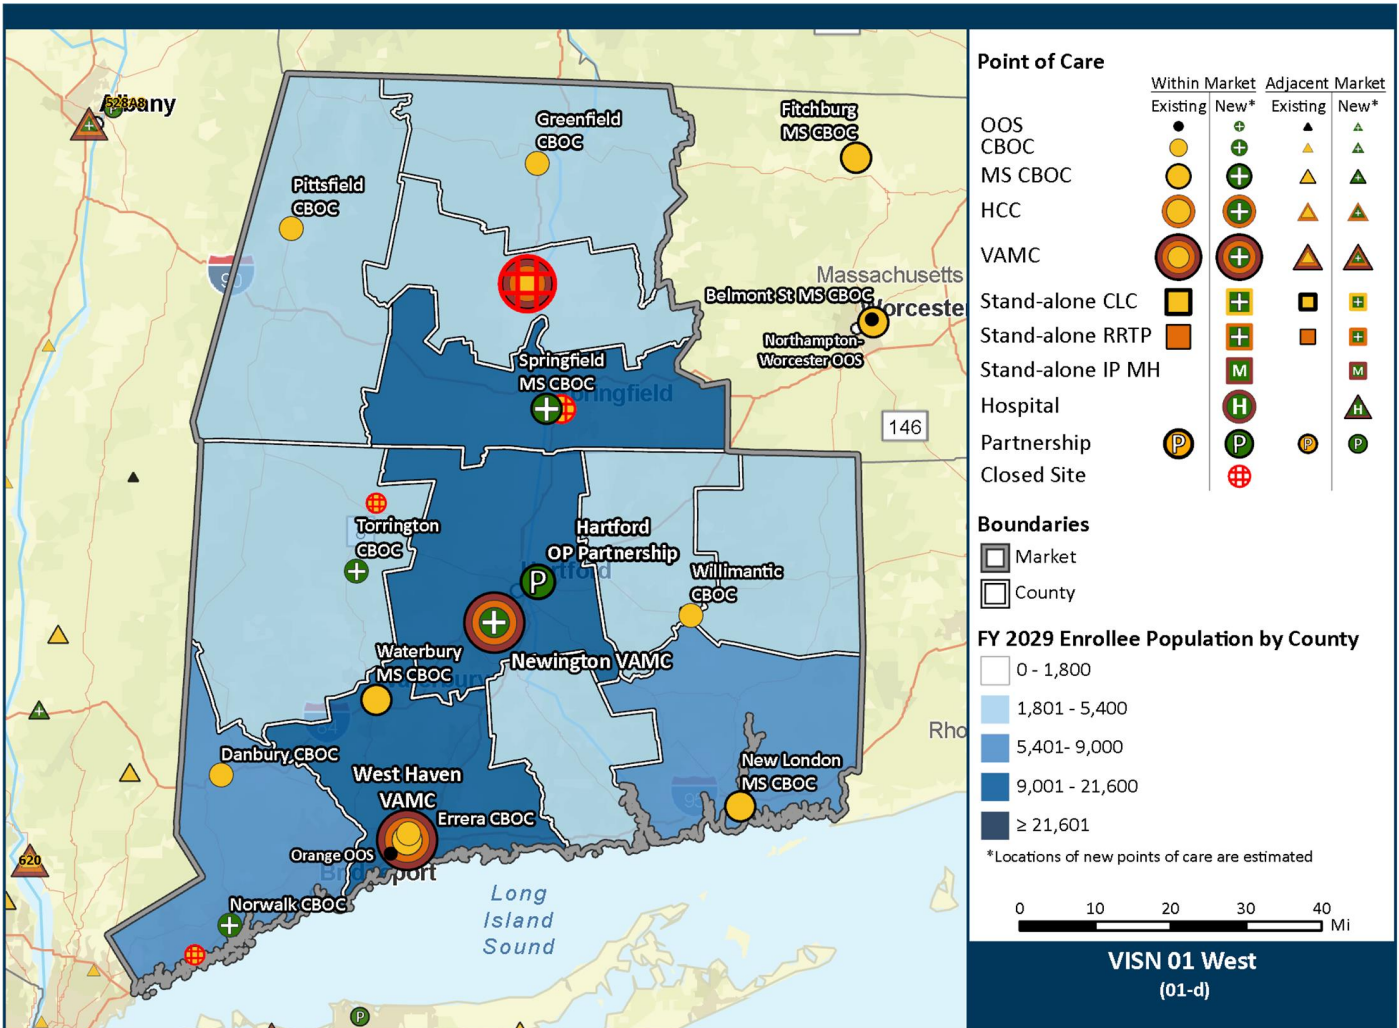 528A8
Albany
Fitchburg
MS CBOC
Greenfield
CBOC
Pittsfield
CBOC
90
Massachusetts
Belmont St MS CBOC
Worcester
Northampton-
Worcester OOS
Springfield
MS CBOC
Springfield
146
Torrington
CBOC
Hartford
OP Partnership
P
Hartford
Willimantic
CBOC
Waterbury
MS CBOC
Waterbury
Newington VAMC
84
Rho
Danbury CBOC
West Haven
VAMC
New London
MS CBOC
95
Errera CBOC
Orange OOS
620
Bridgeport
Norwalk CBOC
Long
Island
Sound
P
Point of Care
Within Market Adjacent Market
Existing New* Existing New*
OOS
CBOC
MS CBOC
HCC
VAMC
Stand-alone CLC
Stand-alone RRTP
Stand-alone IP MH M M
Hospital H H
Partnership P P P P
Closed Site
Boundaries
Market
County
FY 2029 Enrollee Population by County
0 - 1,800
1,801 - 5,400
5,401- 9,000
9,001 - 21,600
≥ 21,601
*Locations of new points of care are estimated
0 10 20 30 40
Mi
VISN 01 West
(01-d)